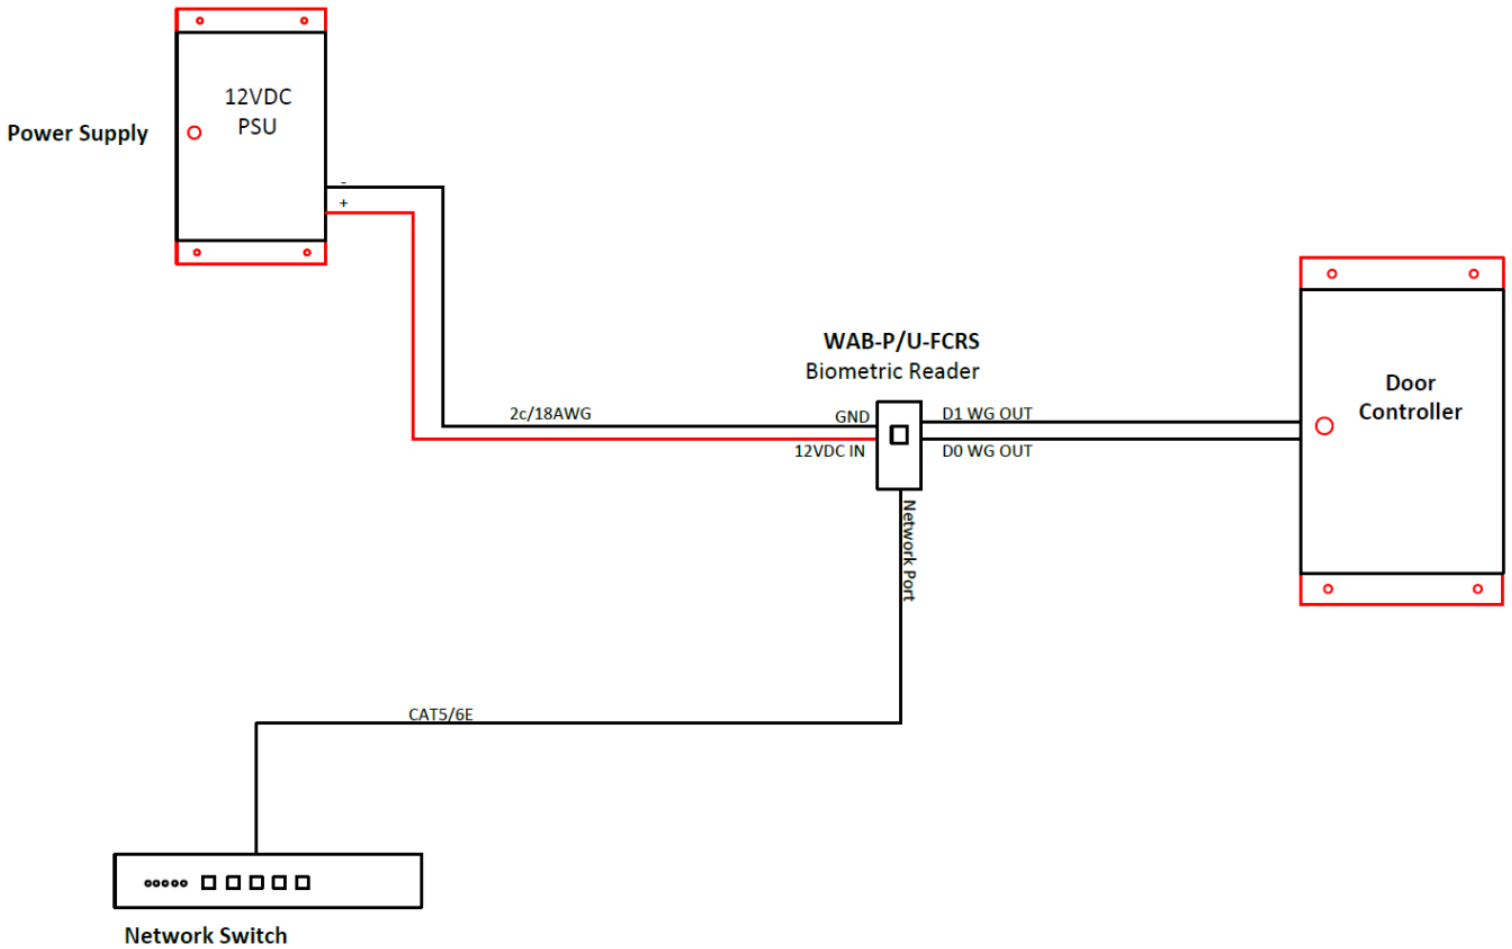 12VDC
PSU
Power Supply
-
+
WAB-P/U-FCRS
Biometric Reader
2c/18AWG
GND
12VDC IN
D1 WG OUT
D0 WG OUT
Door
Controller
Network Port
CAT5/6E
Network Switch